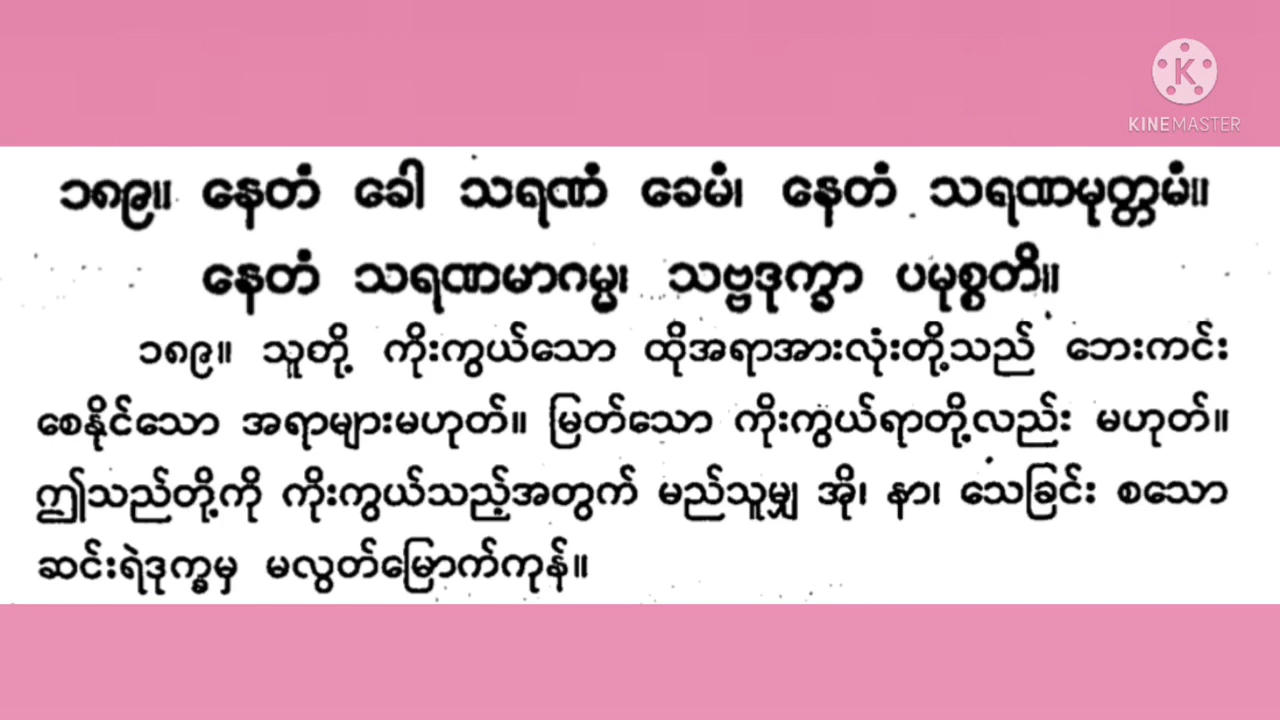 KINEMASTER
၁၈၉။ နေတံ ခေါ သရဏံ ခေမံ၊ နေတံ သရဏမုတ္တမံ။
နေတံ သရဏမာဂမ္မ၊ သဗ္ဗဒုက္ခာ ပမုစ္စတိ။
၁၈၉။ သူတို့ ကိုးကွယ်သော ထိုအရာအားလုံးတို့သည် ဘေးကင်း
စေနိုင်သော အရာများမဟုတ်။ မြတ်သော ကိုးကွယ်ရာတို့လည်း မဟုတ်။
ဤသည်တို့ကို ကိုးကွယ်သည့်အတွက် မည်သူမျှ အို၊ နာ၊ သေခြင်း စသော
ဆင်းရဲဒုက္ခမှ မလွတ်မြောက်ကုန်။